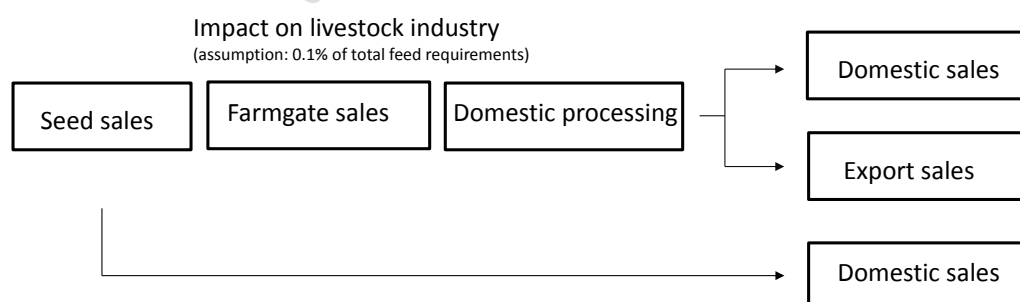 Impact on livestock industry
(assumption: 0.1% of total feed requirements)
Seed sales
Farmgate sales
Domestic processing
Domestic sales
Export sales
Domestic sales